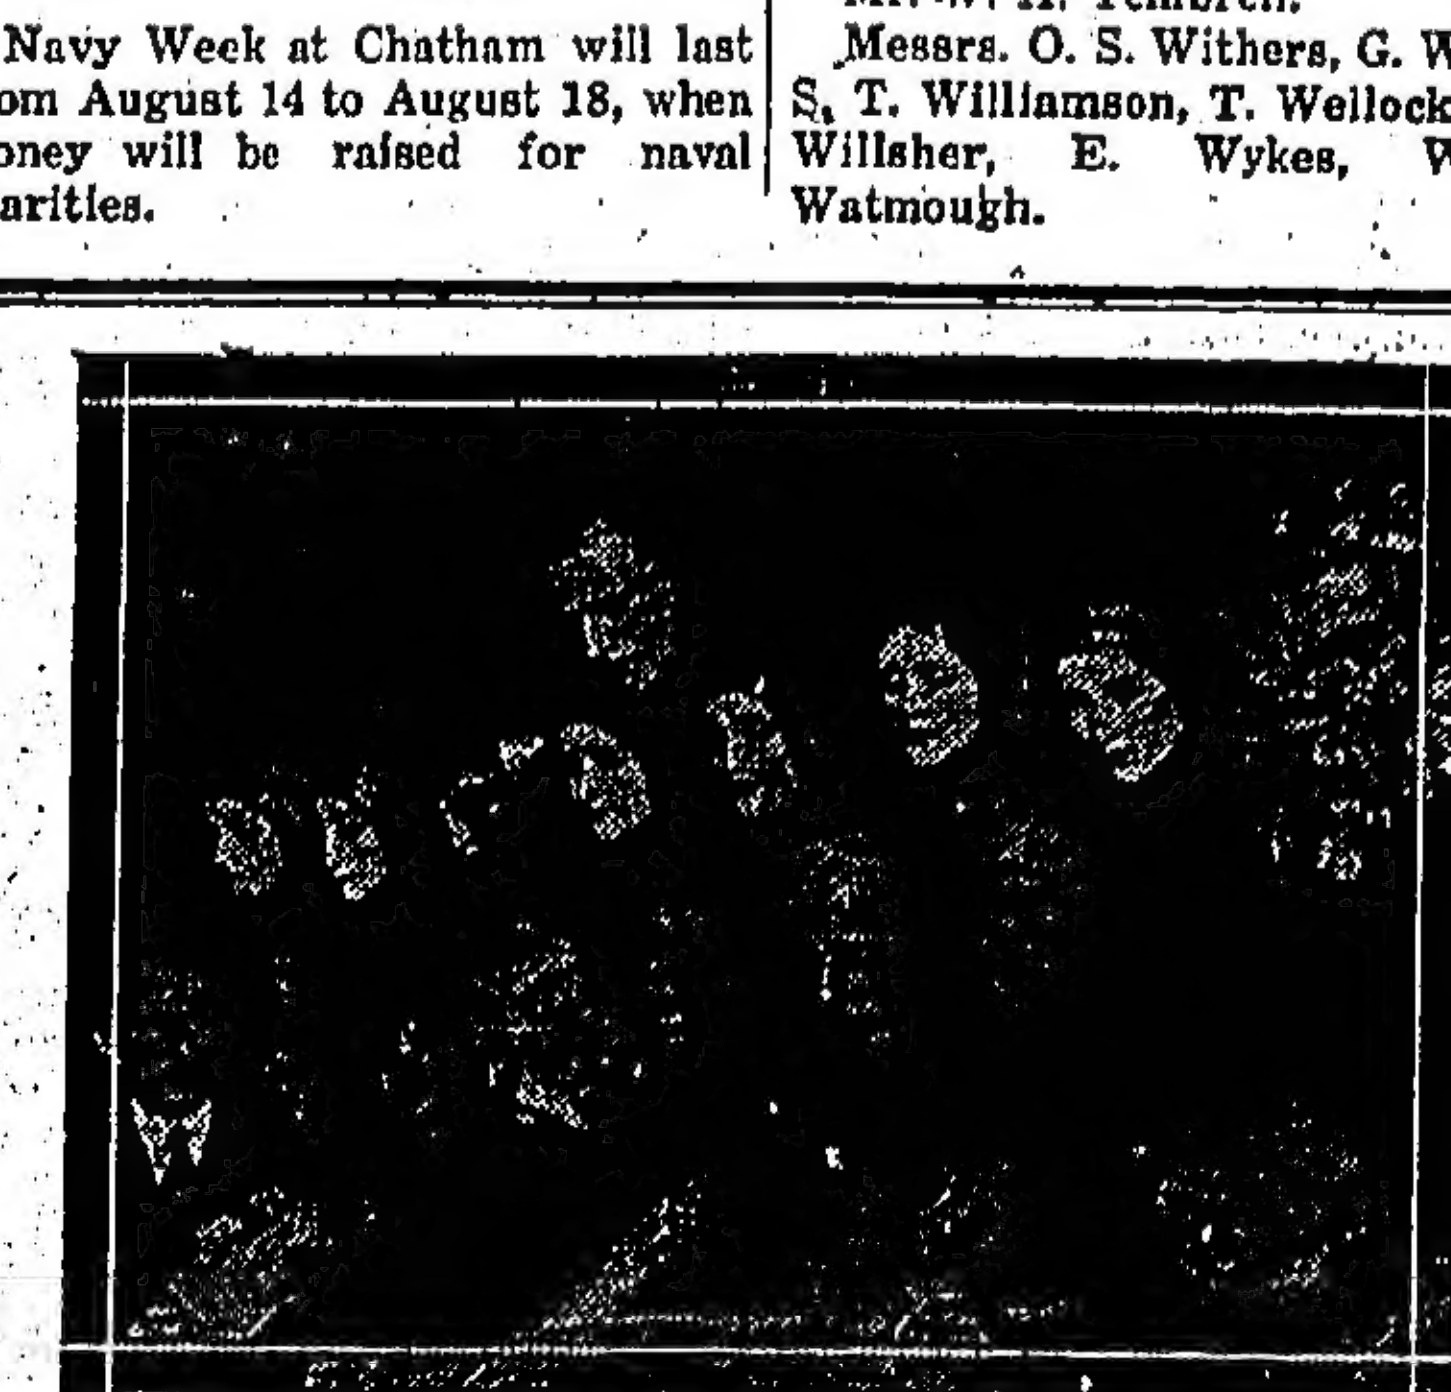 Navy Week at Chatham will last
om August 14 to August 18, when
oney will be raised for naval
arities.
Messrs. O. S. Withers, G. W
S. T. Williamson, T. Wellock
Willsher, E. Wykes, W
Watmough.